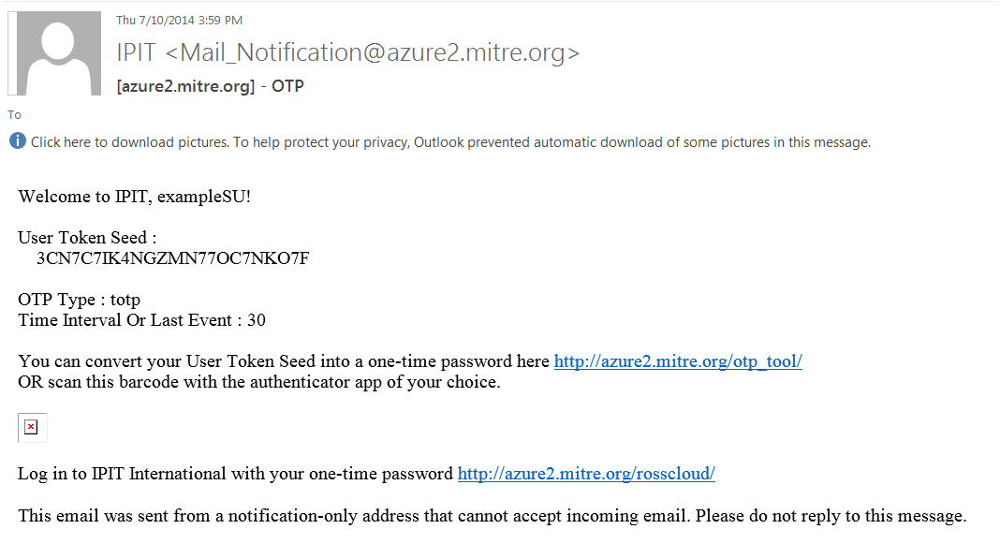 Thu 7/10/2014 3:59 PM
IPIT <Mail_Notification@azure2.mitre.org>
[azure2.mitre.org] - OTP
To
Click here to download pictures. To help protect your privacy, Outlook prevented automatic download of some pictures in this message.
Welcome to IPIT, exampleSU!
User Token Seed :
3CN7C7IK4NGZMN77OC7NKO7F
OTP Type : totp
Time Interval Or Last Event : 30
You can convert your User Token Seed into a one-time password here http://azure2.mitre.org/otp_tool/
OR scan this barcode with the authenticator app of your choice.
Log in to IPIT International with your one-time password http://azure2.mitre.org/rosscloud/
This email was sent from a notification-only address that cannot accept incoming email. Please do not reply to this message.